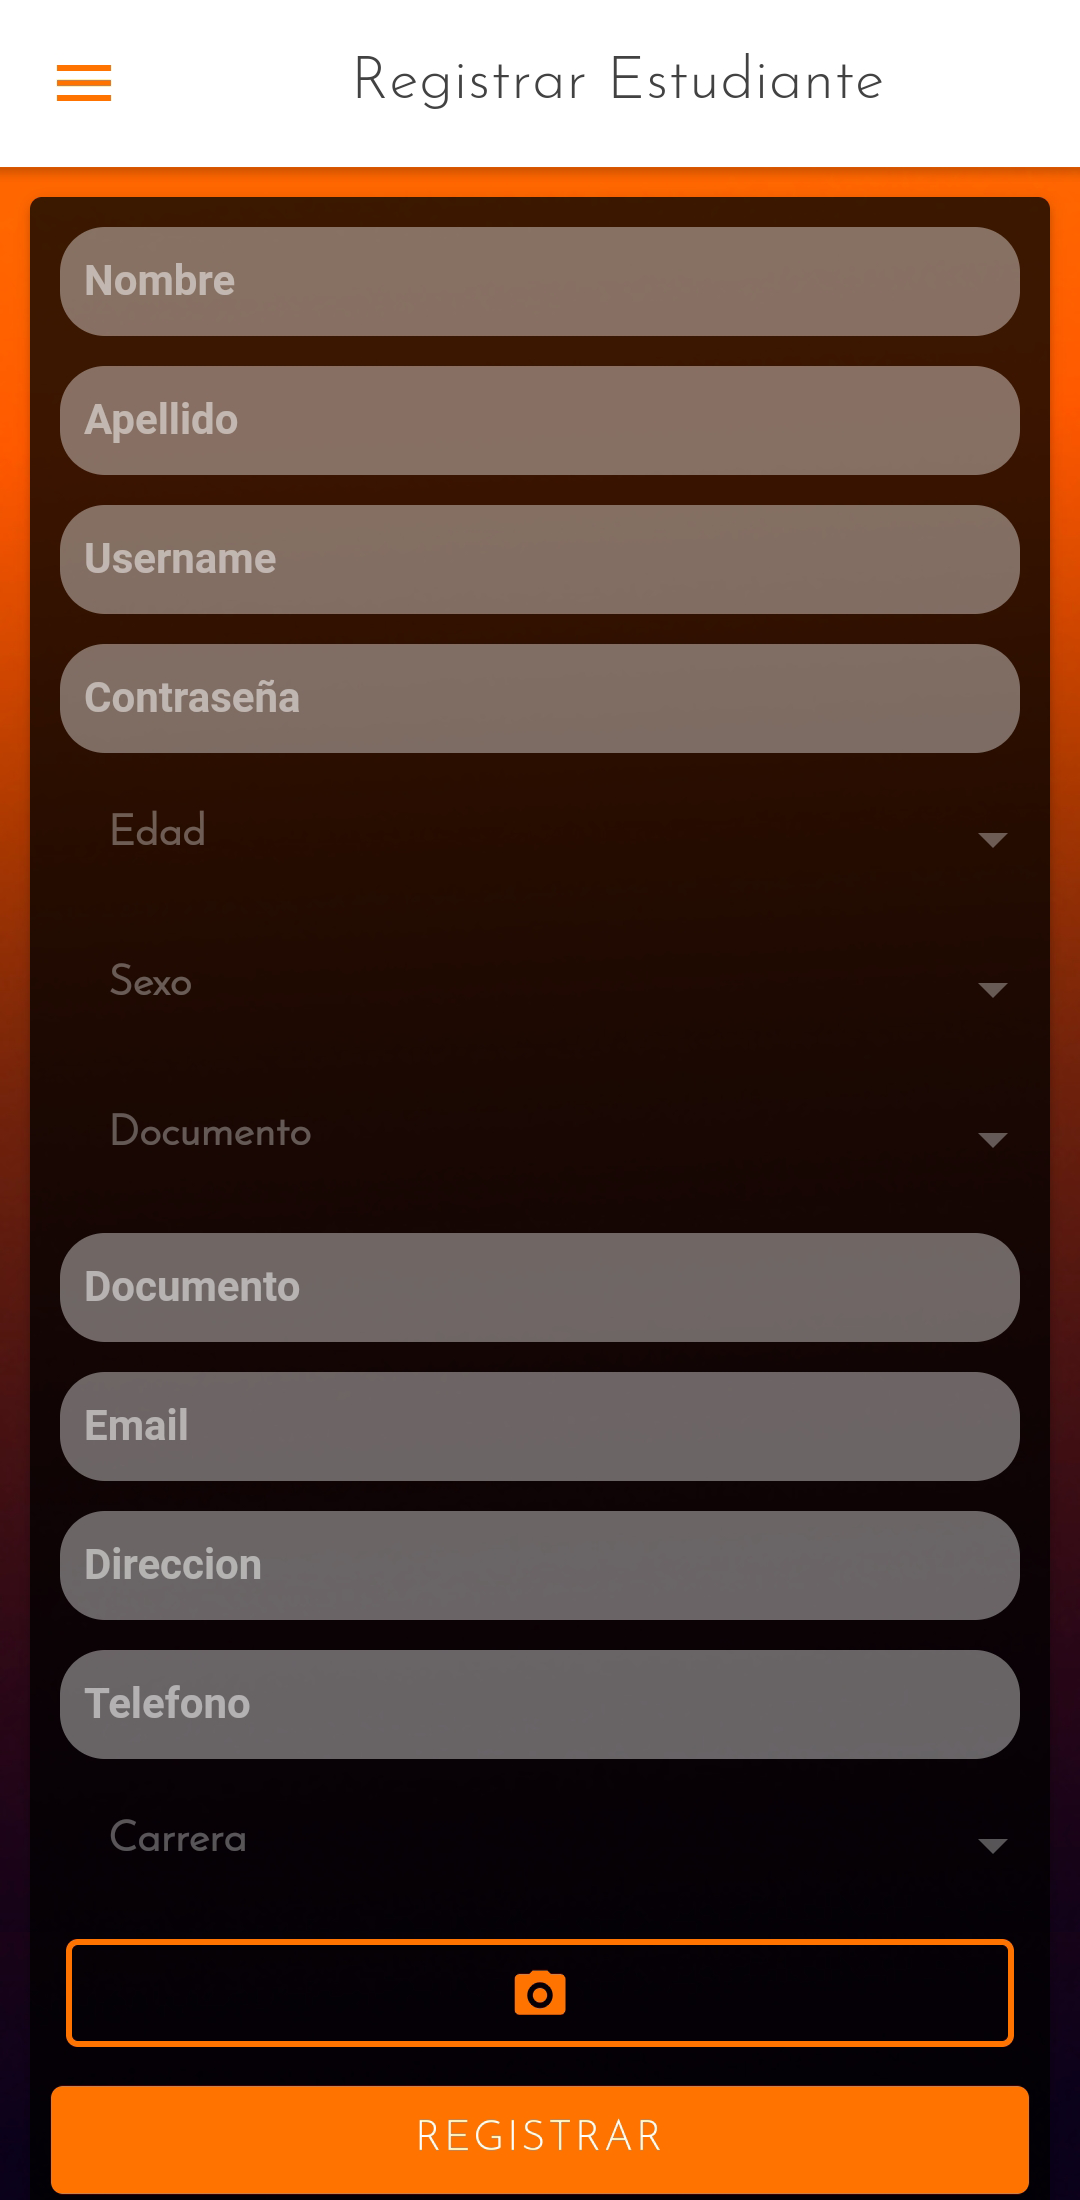 Registrar Estudiante
Nombre
Apellido
Username
Contraseña
Edad
Sexo
Documento
Documento
Email
Direccion
Telefono
Carrera
REGISTRAR